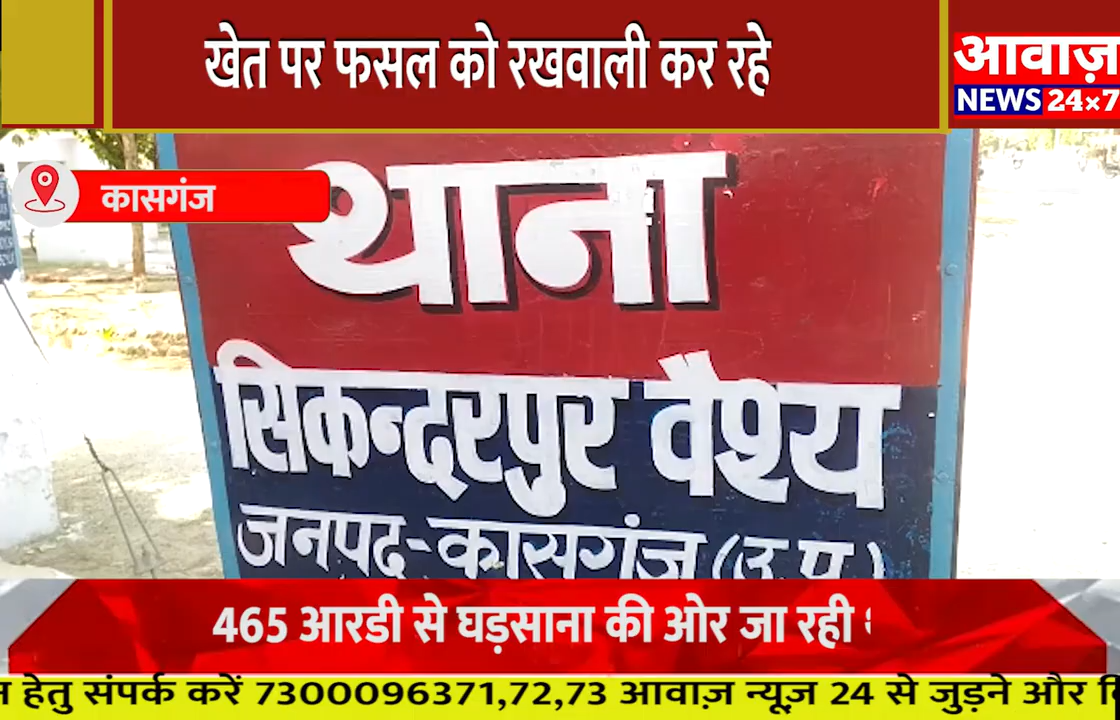 खेत पर फसल को रखवाली कर रहे
आवाज़
NEWS 24×7
कासगंज
थाना
सिकन्दरपुर वैश्य
जनपद-कासगंज (उ.प्र.)
465 आरडी से घड़साना की ओर जा रही
हेतु संपर्क करें 7300096371,72,73 आवाज़ न्यूज़ 24 से जुड़ने और